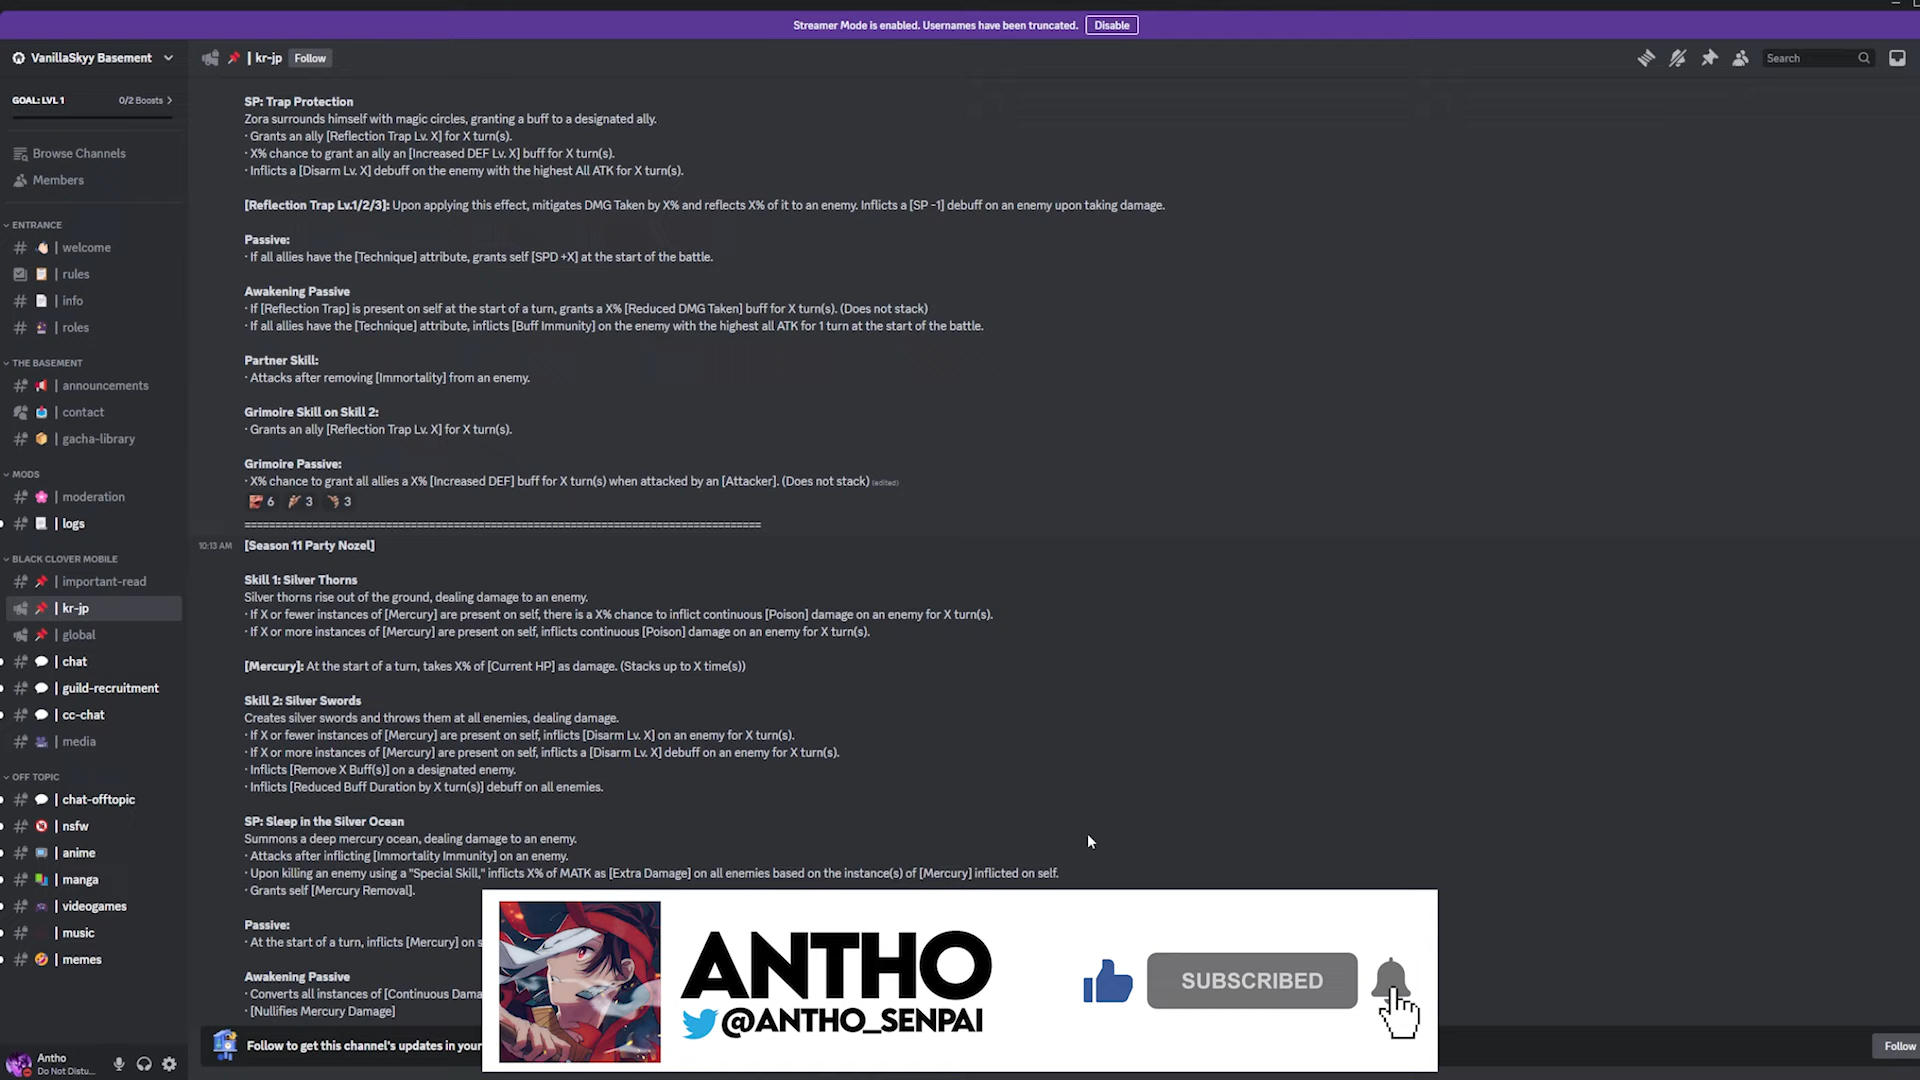 Streamer Mode is enabled. Usernames have been truncated. Disable
VanillaSkyy Basement
| kr-jp Follow
Search
GOAL: LVL 1 0/2 Boosts >
Browse Channels
Members
ENTRANCE
# | welcome
| rules
# | info
# | roles
THE BASEMENT
# | announcements
| contact
# | gacha-library
MODS
# | moderation
# | logs
BLACK CLOVER MOBILE
# | important-read
| kr-jp
| global
# | chat
# | guild-recruitment
# | cc-chat
# | media
OFF TOPIC
# | chat-offtopic
# | nsfw
# | anime
# | manga
# | videogames
# | music
# | memes
Antho
Do Not Distu...
SP: Trap Protection
Zora surrounds himself with magic circles, granting a buff to a designated ally.
· Grants an ally [Reflection Trap Lv. X] for X turn(s).
· X% chance to grant an ally an [Increased DEF Lv. X] buff for X turn(s).
· Inflicts a [Disarm Lv. X] debuff on the enemy with the highest All ATK for X turn(s).
[Reflection Trap Lv.1/2/3]: Upon applying this effect, mitigates DMG Taken by X% and reflects X% of it to an enemy. Inflicts a [SP -1] debuff on an enemy upon taking damage.
Passive:
· If all allies have the [Technique] attribute, grants self [SPD +X] at the start of the battle.
Awakening Passive
· If [Reflection Trap] is present on self at the start of a turn, grants a X% [Reduced DMG Taken] buff for X turn(s). (Does not stack)
· If all allies have the [Technique] attribute, inflicts [Buff Immunity] on the enemy with the highest all ATK for 1 turn at the start of the battle.
Partner Skill:
· Attacks after removing [Immortality] from an enemy.
Grimoire Skill on Skill 2:
· Grants an ally [Reflection Trap Lv. X] for X turn(s).
Grimoire Passive:
· X% chance to grant all allies a X% [Increased DEF] buff for X turn(s) when attacked by an [Attacker]. (Does not stack) (edited)
6 3 3
10:13 AM [Season 11 Party Nozel]
Skill 1: Silver Thorns
Silver thorns rise out of the ground, dealing damage to an enemy.
· If X or fewer instances of [Mercury] are present on self, there is a X% chance to inflict continuous [Poison] damage on an enemy for X turn(s).
· If X or more instances of [Mercury] are present on self, inflicts continuous [Poison] damage on an enemy for X turn(s).
[Mercury]: At the start of a turn, takes X% of [Current HP] as damage. (Stacks up to X time(s))
Skill 2: Silver Swords
Creates silver swords and throws them at all enemies, dealing damage.
· If X or fewer instances of [Mercury] are present on self, inflicts [Disarm Lv. X] on an enemy for X turn(s).
· If X or more instances of [Mercury] are present on self, inflicts a [Disarm Lv. X] debuff on an enemy for X turn(s).
· Inflicts [Remove X Buff(s)] on a designated enemy.
· Inflicts [Reduced Buff Duration by X turn(s)] debuff on all enemies.
SP: Sleep in the Silver Ocean
Summons a deep mercury ocean, dealing damage to an enemy.
· Attacks after inflicting [Immortality Immunity] on an enemy.
· Upon killing an enemy using a "Special Skill," inflicts X% of MATK as [Extra Damage] on all enemies based on the instance(s) of [Mercury] inflicted on self.
· Grants self [Mercury Removal].
Passive:
· At the start of a turn, inflicts [Mercury] on s
Awakening Passive
· Converts all instances of [Continuous Dama
· [Nullifies Mercury Damage]
Follow to get this channel's updates in your
Follow
ANTHO
@ANTHO_SENPAI
SUBSCRIBED